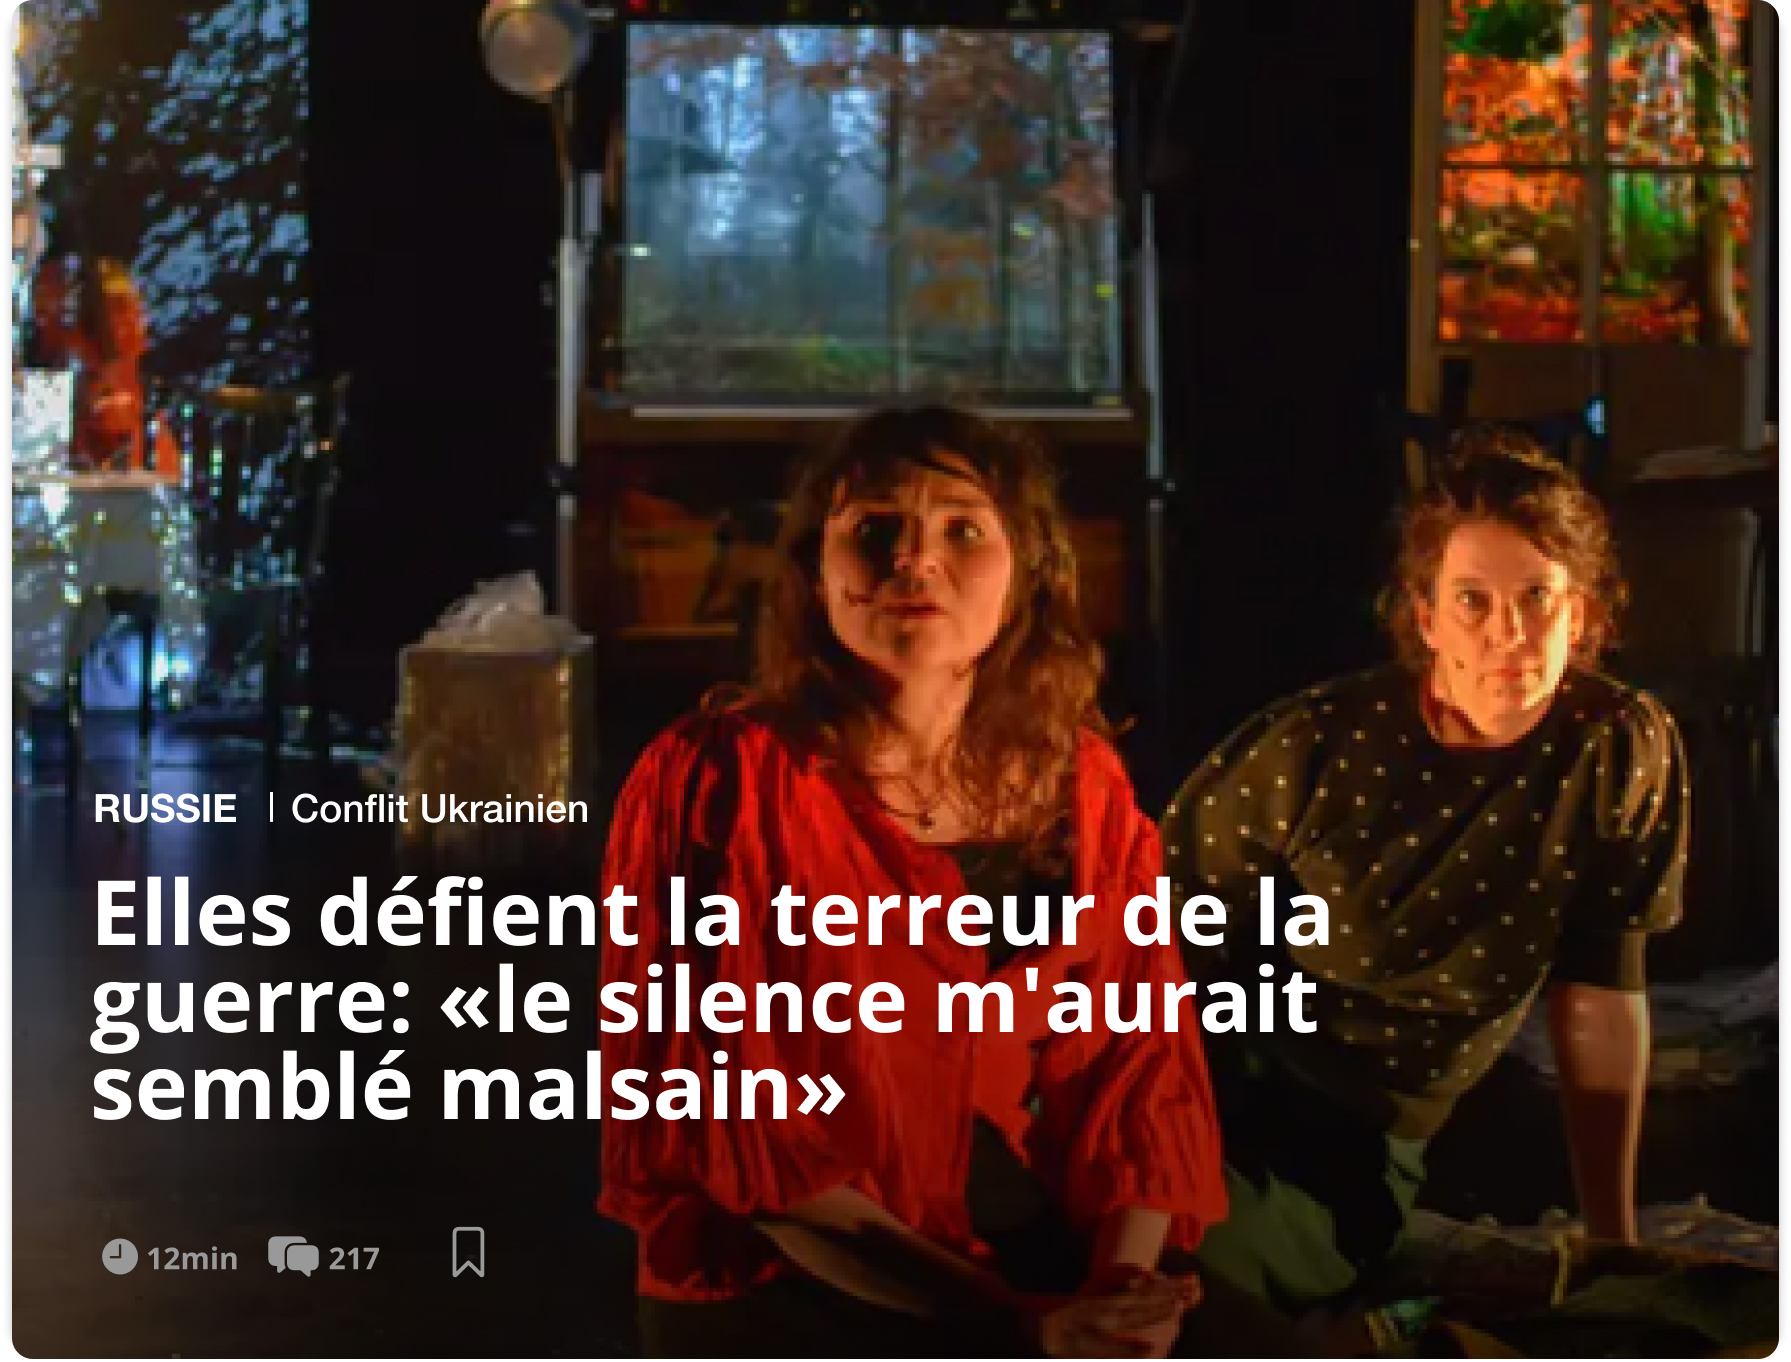 RUSSIE | Conflit Ukrainien
Elles défient la terreur de la
guerre: «le silence m'aurait
semblé malsain»
12min 217